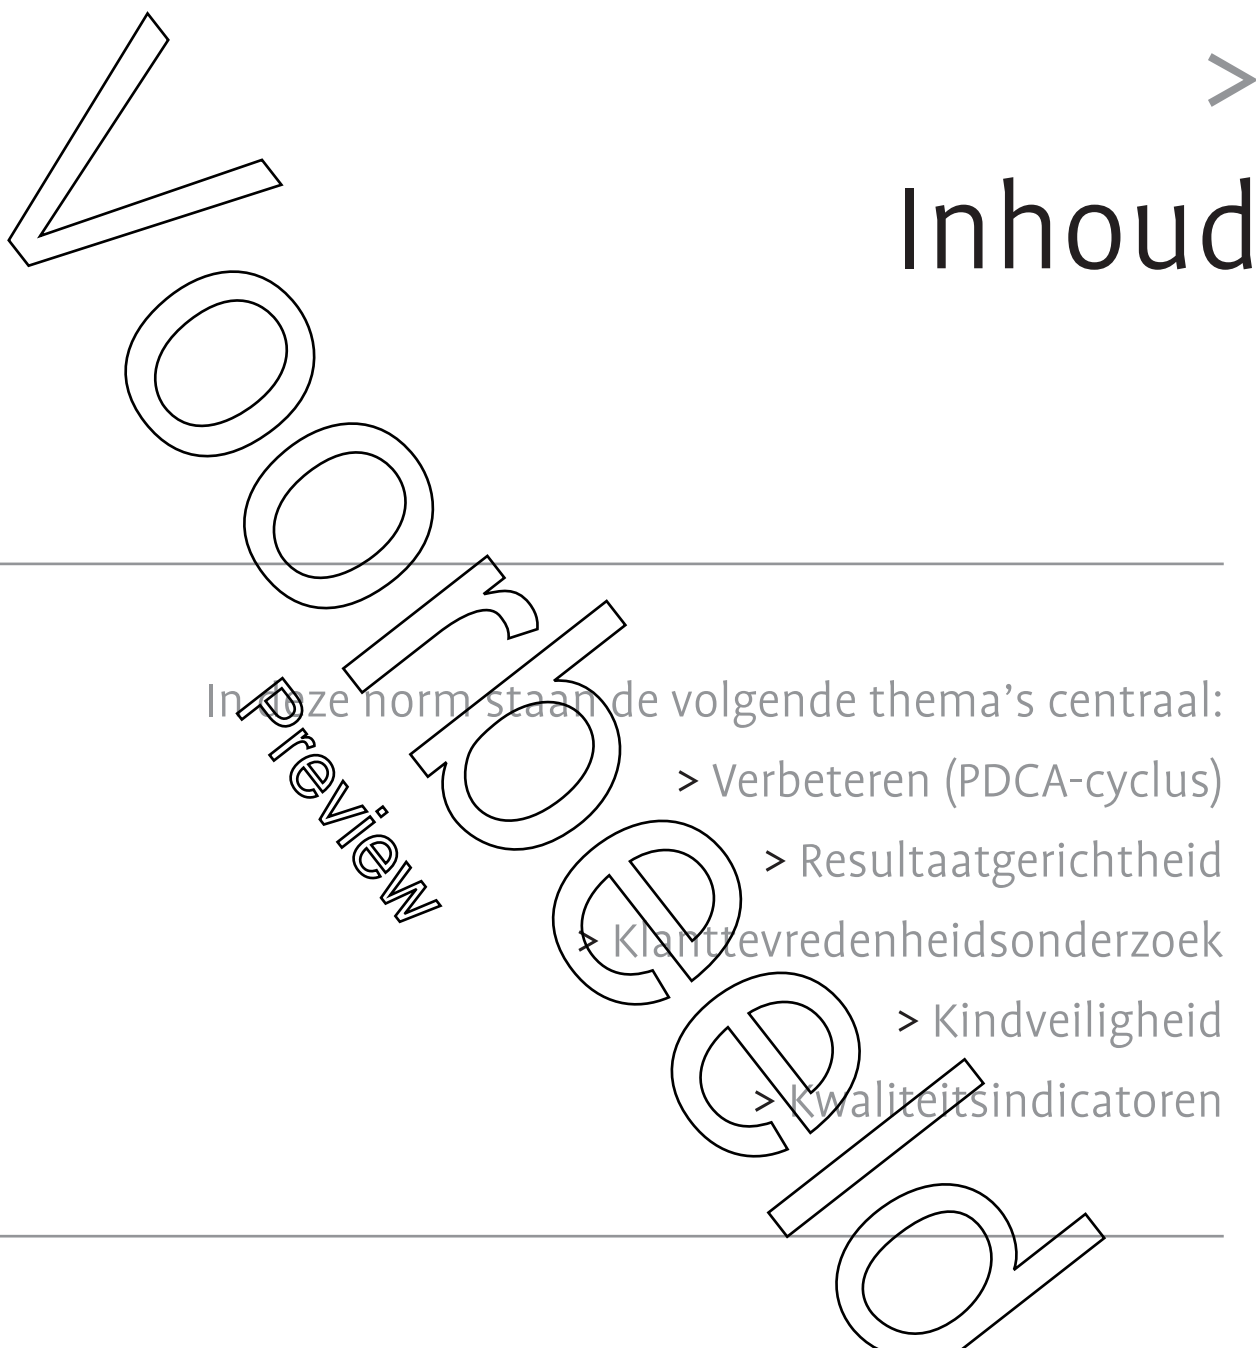 >
Inhoud
In deze norm staan de volgende thema’s centraal:
> Verbeteren (PDCA-cyclus)
> Resultaatgerichtheid
> Klanttevredenheidsonderzoek
> Kindveiligheid
> Kwaliteitsindicatoren
Voorbeeld
Preview